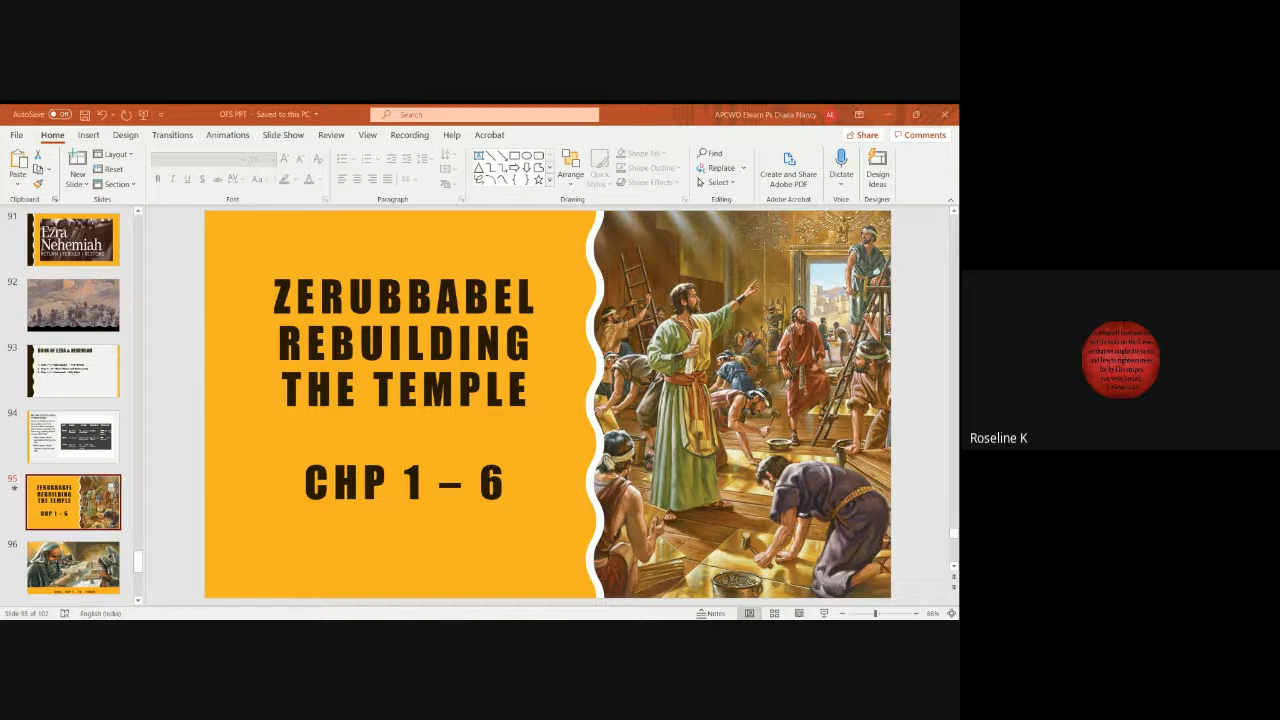 AutoSave Off
OTS PPT - Saved to this PC
Search
APCWO Elearn Ps Diana Nancy AE
File Home Insert Design Transitions Animations Slide Show Review View Recording Help Acrobat
Share Comments
Paste
New
Slide
Layout
Reset
Section
Arrange
Quick
Styles
Shape Fill
Shape Outline
Shape Effects
Find
Replace
Select
Create and Share
Adobe PDF
Dictate
Design
Ideas
Clipboard Slides Font Paragraph Drawing Editing Adobe Acrobat Voice Designer
91
Ezra
Nehemiah
RETURN | REBUILD | RESTORE
92
93
BOOK OF EZRA & NEHEMIAH
94
95
ZERUBBABEL
REBUILDING
THE TEMPLE
CHP 1 – 6
96
ZERUBBABEL
REBUILDING
THE TEMPLE
CHP 1 – 6
Slide 95 of 103 English (India)
Notes
86%
Roseline K